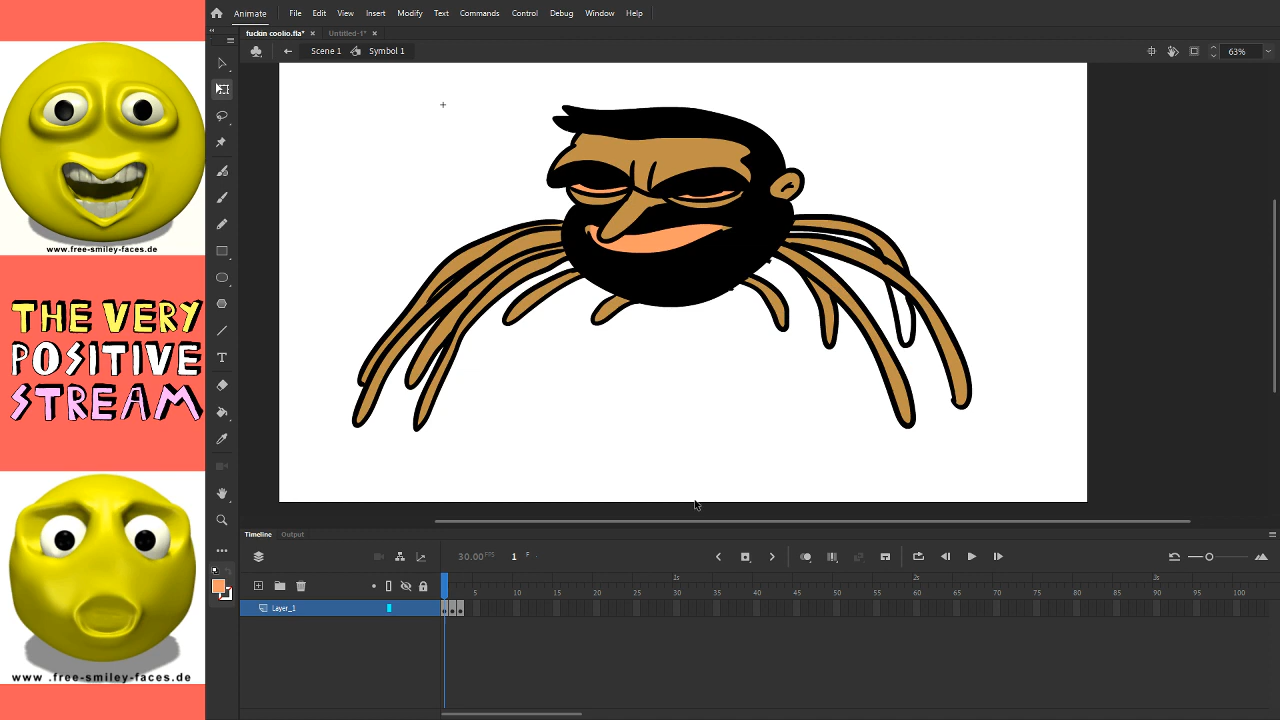 Animate File Edit View Insert Modify Text Commands Control Debug Window Help
fuckin coolio.fla* × Untitled-1* ×
Scene 1 Symbol 1 63%
www.free-smiley-faces.de
THE VERY
POSITIVE
STREAM
www.free-smiley-faces.de
Timeline Output
30.00 FPS 1 F
1s 2s 3s
5 10 15 20 25 30 35 40 45 50 55 60 65 70 75 80 85 90 95 100
Layer_1